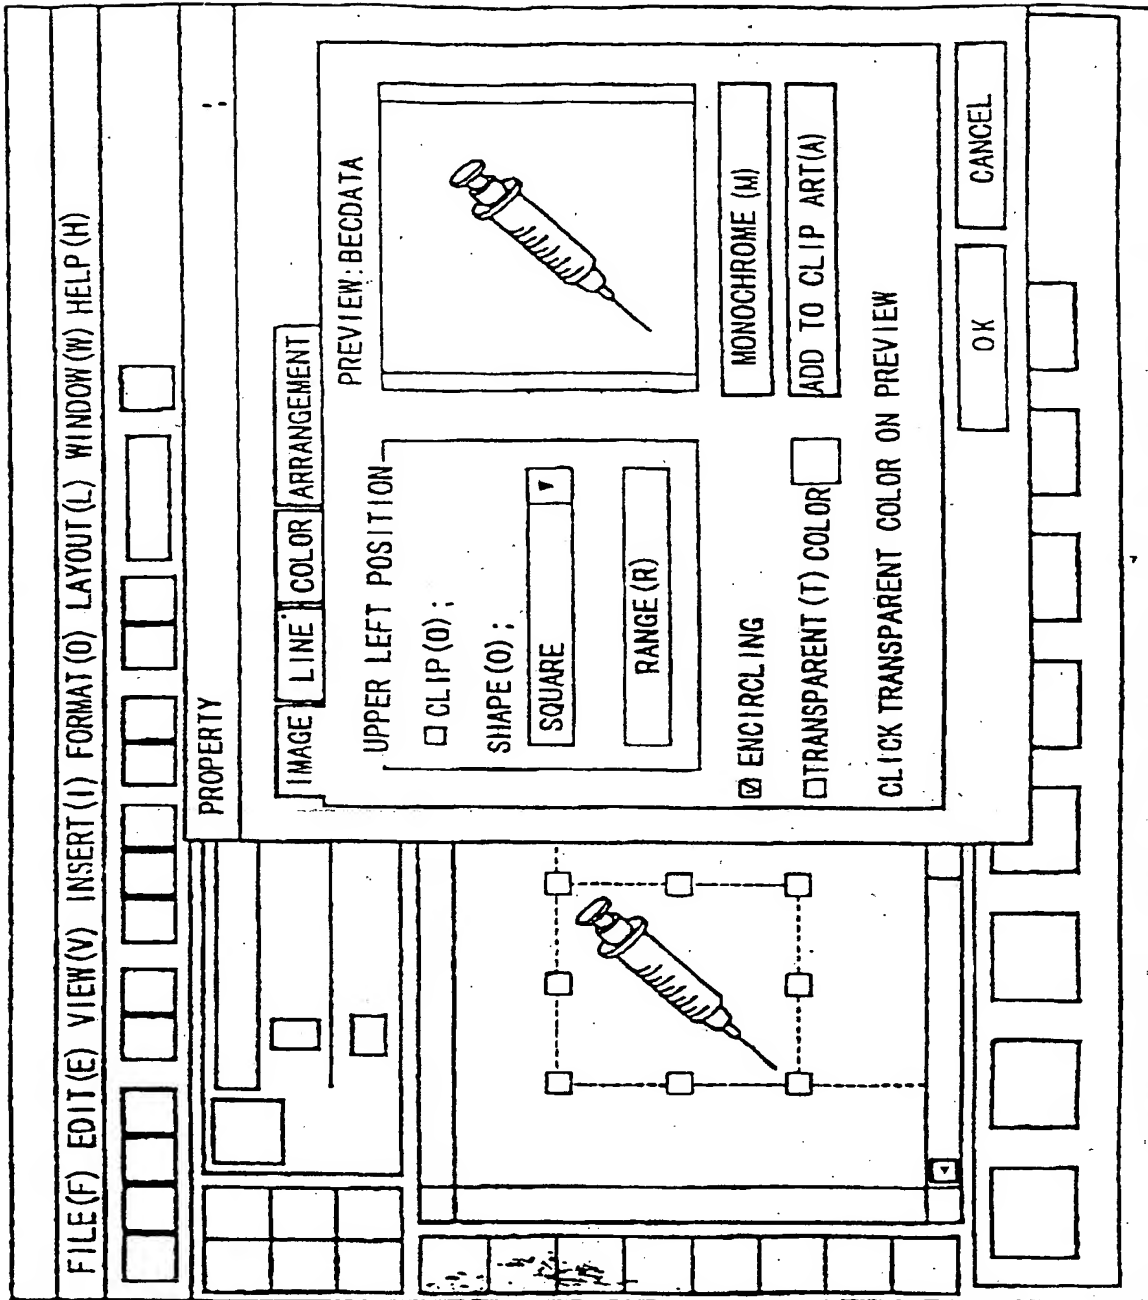 FILE(F) EDIT(E) VIEW(V) INSERT(I) FORMAT(O) LAYOUT(L) WINDOW(W) HELP(H)
PROPERTY
IMAGE LINE COLOR ARRANGEMENT
UPPER LEFT POSITION
PREVIEW:BECDATA
CLIP(O);
SHAPE(O);
SQUARE
RANGE(R)
ENCIRCLING
MONOCHROME (M)
TRANSPARENT(T) COLOR
ADD TO CLIP ART(A)
CLICK TRANSPARENT COLOR ON PREVIEW
OK
CANCEL